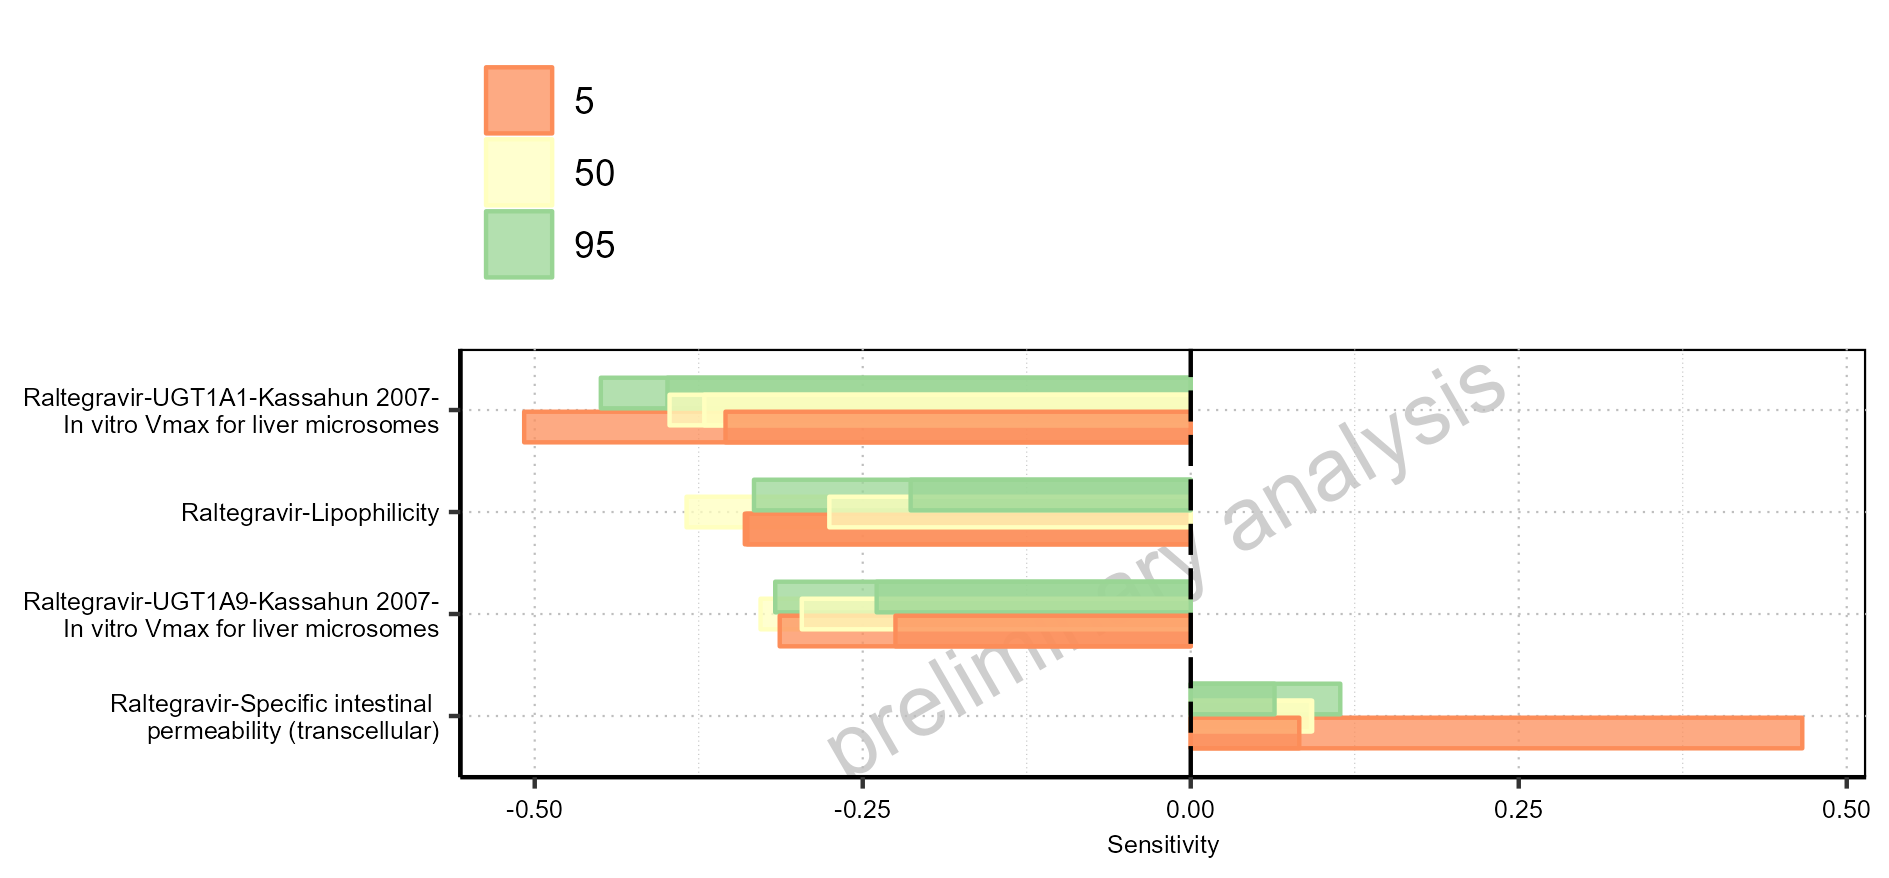 5
50
95
Raltegravir-UGT1A1-Kassahun 2007-
In vitro Vmax for liver microsomes
Raltegravir-Lipophilicity
Raltegravir-UGT1A9-Kassahun 2007-
In vitro Vmax for liver microsomes
Raltegravir-Specific intestinal
permeability (transcellular)
preliminary analysis
-0.50
-0.25
0.00
0.25
0.50
Sensitivity